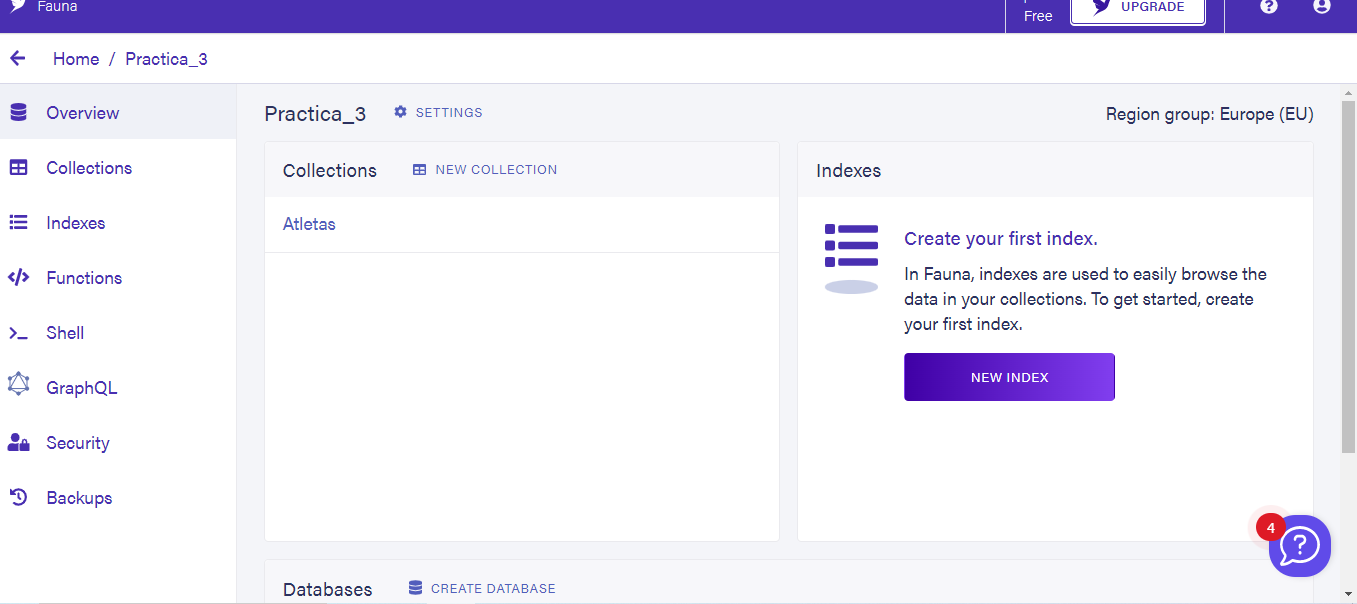 Fauna
Free
UPGRADE
Home / Practica_3
Overview
Collections
Indexes
Functions
Shell
GraphQL
Security
Backups
Practica_3 SETTINGS
Region group: Europe (EU)
Collections NEW COLLECTION
Atletas
Indexes
Create your first index.
In Fauna, indexes are used to easily browse the
data in your collections. To get started, create
your first index.
NEW INDEX
4
Databases CREATE DATABASE